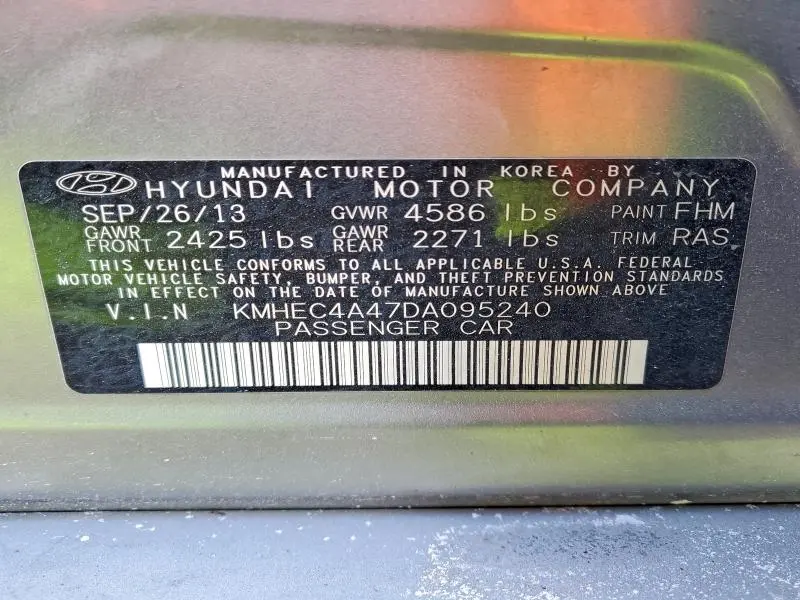 MANUFACTURED IN KOREA BY
HYUNDAI MOTOR COMPANY
SEP/26/13 GVWR 4586 lbs PAINT FHM
GAWR FRONT 2425 lbs GAWR REAR 2271 lbs TRIM RAS
THIS VEHICLE CONFORMS TO ALL APPLICABLE U.S.A. FEDERAL
MOTOR VEHICLE SAFETY, BUMPER, AND THEFT PREVENTION STANDARDS
IN EFFECT ON THE DATE OF MANUFACTURE SHOWN ABOVE
V.I.N KMHEC4A47DA095240
PASSENGER CAR